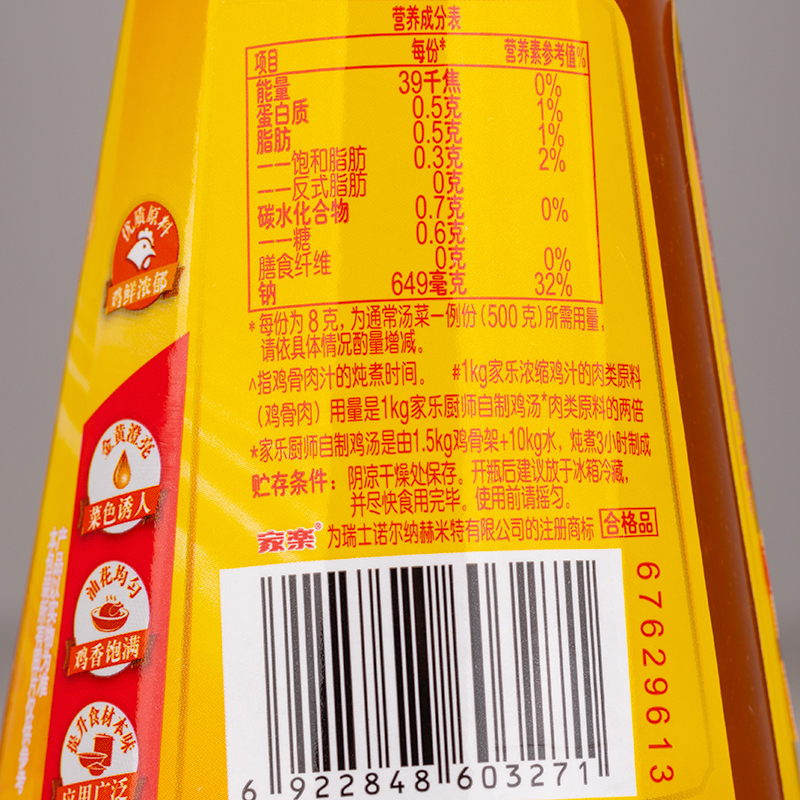 营养成分表
项目 每份* 营养素参考值%
能量 39千焦 0%
蛋白质 0.5克 1%
脂肪 0.5克 1%
——饱和脂肪 0.3克 2%
——反式脂肪 0克
碳水化合物 0.7克 0%
——糖 0.6克
膳食纤维 0克 0%
钠 649毫克 32%
*每份为8克，为通常汤菜一例份(500克)所需用量，
请依具体情况酌量增减。
^指鸡骨肉汁的炖煮时间。 #1kg家乐浓缩鸡汁的肉类原料
（鸡骨肉）用量是1kg家乐厨师自制鸡汤*肉类原料的两倍
*家乐厨师自制鸡汤是由1.5kg鸡骨架+10kg水，炖煮3小时制成
贮存条件：阴凉干燥处保存。开瓶后建议放于冰箱冷藏，
并尽快食用完毕。使用前请摇匀。
家樂® 为瑞士诺尔纳赫米特有限公司的注册商标 合格品
6 922848 603271
67629613
优质原料
鸡鲜浓郁
金黄澄亮
菜色诱人
油花均匀
鸡香饱满
提升食材本味
应用广泛